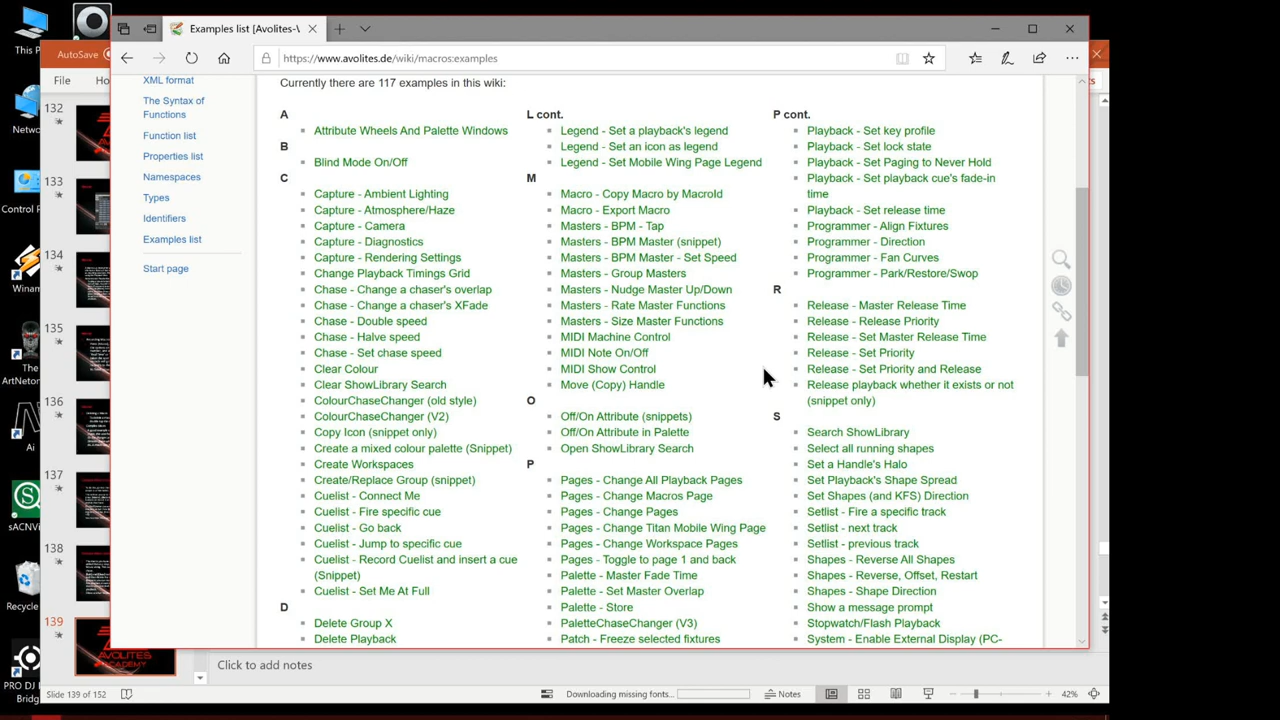 This P
Network
Control P
Winam
The
ArtNeton
Ai
sACNVi
Recycle
PRO DJ
Bridg
AutoSave
File
Ho
132
133
134
135
136
137
138
139
AVOLITES
ACADEMY
Examples list [Avolites-W
https://www.avolites.de/wiki/macros:examples
XML format
The Syntax of
Functions
Function list
Properties list
Namespaces
Types
Identifiers
Examples list
Start page
Currently there are 117 examples in this wiki:
A
Attribute Wheels And Palette Windows
B
Blind Mode On/Off
C
Capture - Ambient Lighting
Capture - Atmosphere/Haze
Capture - Camera
Capture - Diagnostics
Capture - Rendering Settings
Change Playback Timings Grid
Chase - Change a chaser's overlap
Chase - Change a chaser's XFade
Chase - Double speed
Chase - Halve speed
Chase - Set chase speed
Clear Colour
Clear ShowLibrary Search
ColourChaseChanger (old style)
ColourChaseChanger (V2)
Copy Icon (snippet only)
Create a mixed colour palette (Snippet)
Create Workspaces
Create/Replace Group (snippet)
Cuelist - Connect Me
Cuelist - Fire specific cue
Cuelist - Go back
Cuelist - Jump to specific cue
Cuelist - Record Cuelist and insert a cue
(Snippet)
Cuelist - Set Me At Full
D
Delete Group X
Delete Playback
L cont.
Legend - Set a playback's legend
Legend - Set an icon as legend
Legend - Set Mobile Wing Page Legend
M
Macro - Copy Macro by MacroId
Macro - Export Macro
Masters - BPM - Tap
Masters - BPM Master (snippet)
Masters - BPM Master - Set Speed
Masters - Group Masters
Masters - Nudge Master Up/Down
Masters - Rate Master Functions
Masters - Size Master Functions
MIDI Machine Control
MIDI Note On/Off
MIDI Show Control
Move (Copy) Handle
O
Off/On Attribute (snippets)
Off/On Attribute in Palette
Open ShowLibrary Search
P
Pages - Change All Playback Pages
Pages - Change Macros Page
Pages - Change Pages
Pages - Change Titan Mobile Wing Page
Pages - Change Workspace Pages
Pages - Toggle to page 1 and back
Palette - Master Fade Time
Palette - Set Master Overlap
Palette - Store
PaletteChaseChanger (V3)
Patch - Freeze selected fixtures
P cont.
Playback - Set key profile
Playback - Set lock state
Playback - Set Paging to Never Hold
Playback - Set playback cue's fade-in
time
Playback - Set release time
Programmer - Align Fixtures
Programmer - Direction
Programmer - Fan Curves
Programmer - Park/Restore/Swop
R
Release - Master Release Time
Release - Release Priority
Release - Set Master Release Time
Release - Set Priority
Release - Set Priority and Release
Release playback whether it exists or not
(snippet only)
S
Search ShowLibrary
Select all running shapes
Set a Handle's Halo
Set Playback's Shape Spread
Set Shapes (and KFS) Direction
Setlist - Fire a specific track
Setlist - next track
Setlist - previous track
Shapes - Reverse All Shapes
Shapes - Reverse, Offset, Restart
Shapes - Shape Direction
Show a message prompt
Stopwatch/Flash Playback
System - Enable External Display (PC-
Click to add notes
Slide 139 of 152
Downloading missing fonts...
Notes
42%